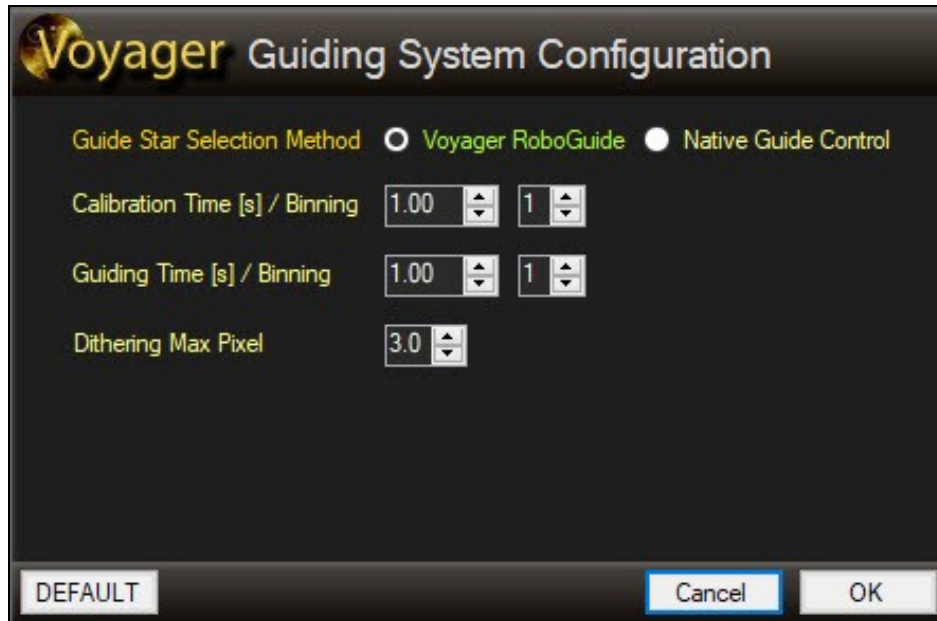 Voyager Guiding System Configuration
Guide Star Selection Method Voyager RoboGuide Native Guide Control
Calibration Time [s] / Binning 1.00 1
Guiding Time [s] / Binning 1.00 1
Dithering Max Pixel 3.0
DEFAULT Cancel OK